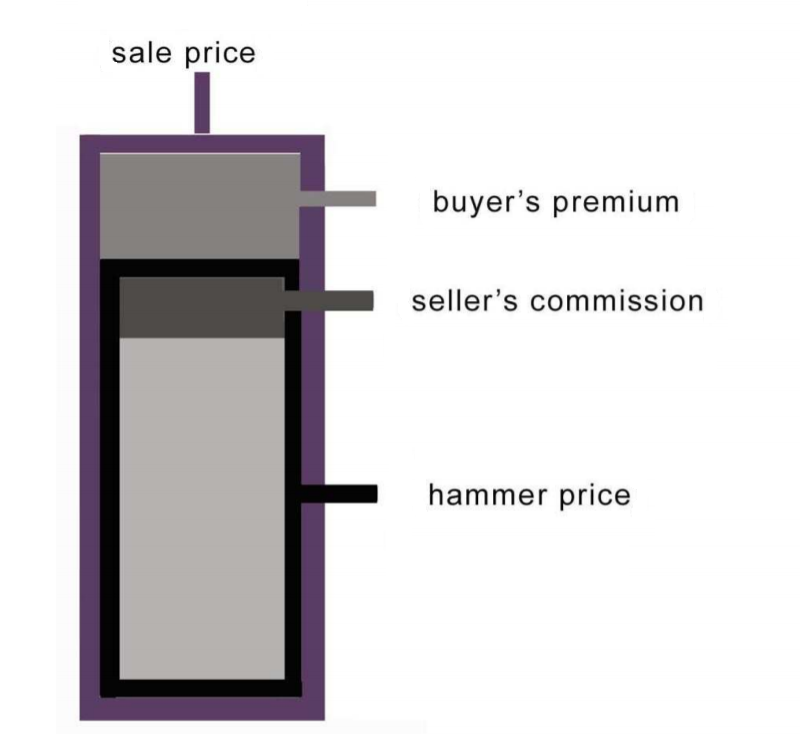 sale price
buyer’s premium
seller’s commission
hammer price